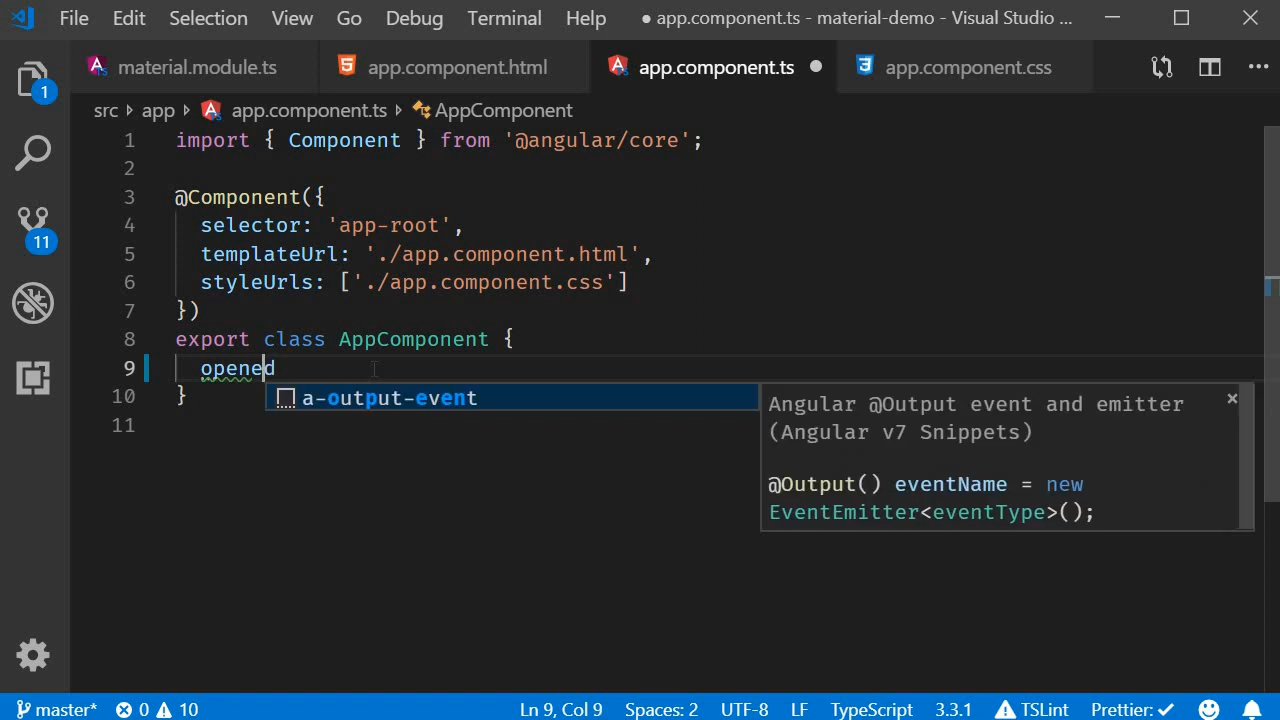 File Edit Selection View Go Debug Terminal Help ● app.component.ts - material-demo - Visual Studio ...
material.module.ts app.component.html app.component.ts ● app.component.css
src > app > app.component.ts > AppComponent
1 import { Component } from '@angular/core';
2
3 @Component({
4 selector: 'app-root',
5 templateUrl: './app.component.html',
6 styleUrls: ['./app.component.css']
7 })
8 export class AppComponent {
9 opened
10 }
11
a-output-event
Angular @Output event and emitter
(Angular v7 Snippets)
@Output() eventName = new
EventEmitter<eventType>();
1
11
master* 0 10 Ln 9, Col 9 Spaces: 2 UTF-8 LF TypeScript 3.3.1 TSLint Prettier: ✓